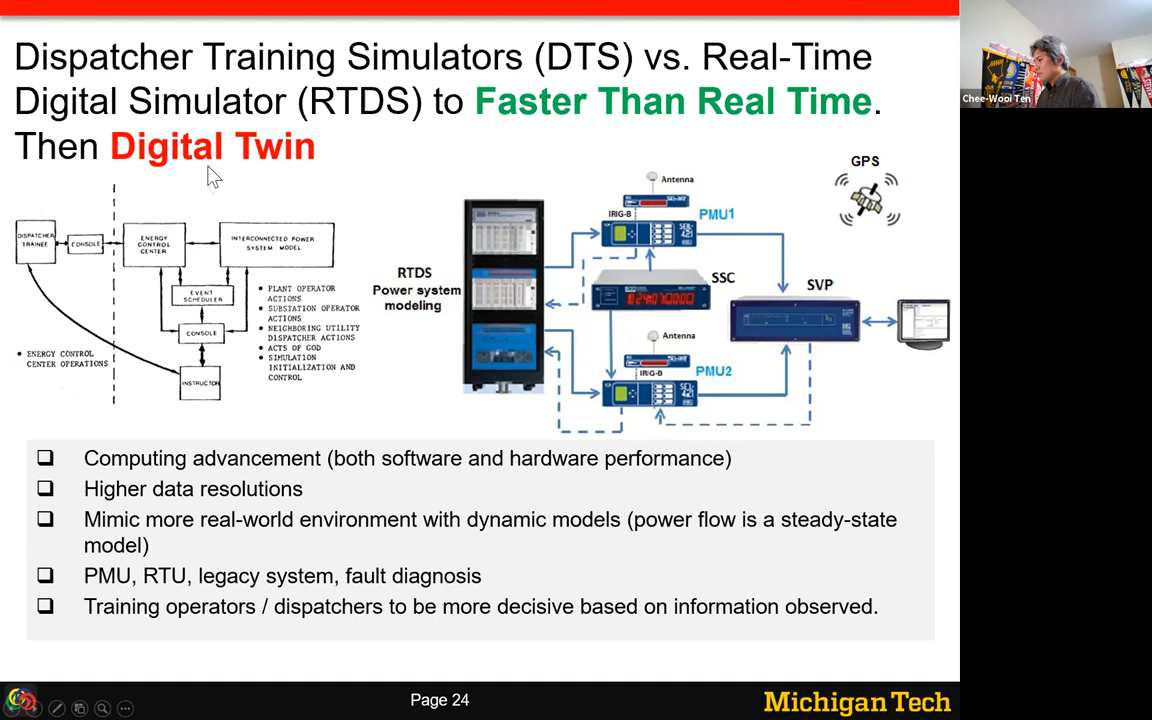 Dispatcher Training Simulators (DTS) vs. Real-Time
Digital Simulator (RTDS) to Faster Than Real Time.
Then Digital Twin
Chee-Wooi Ten
DISPATCHER
TRAINEE
CONSOLE
ENERGY
CONTROL
CENTER
INTERCONNECTED POWER
SYSTEM MODEL
EVENT
SCHEDULER
CONSOLE
INSTRUCTOR
• ENERGY CONTROL
CENTER OPERATIONS
• PLANT OPERATOR
ACTIONS
• SUBSTATION OPERATOR
ACTIONS
• NEIGHBORING UTILITY
DISPATCHER ACTIONS
• ACTS OF GOD
• SIMULATION
INITIALIZATION AND
CONTROL
RTDS
Power system
modeling
Antenna
IRIG-B
PMU1
SSC
Antenna
IRIG-B
PMU2
GPS
SVP
Computing advancement (both software and hardware performance)
Higher data resolutions
Mimic more real-world environment with dynamic models (power flow is a steady-state
model)
PMU, RTU, legacy system, fault diagnosis
Training operators / dispatchers to be more decisive based on information observed.
Page 24
Michigan Tech